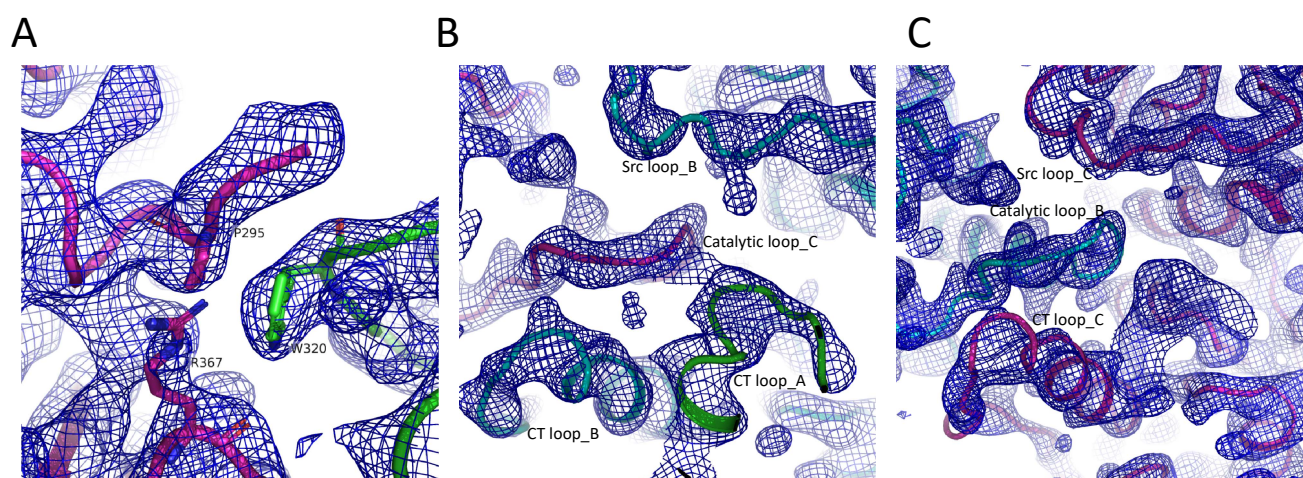 A
B
C
P295
W320
R367
Src loop_B
Catalytic loop_C
CT loop_A
CT loop_B
Src loop_C
Catalytic loop_B
CT loop_C